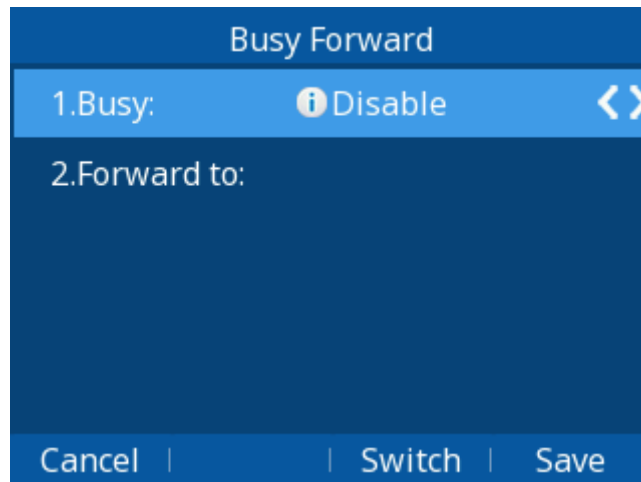 Busy Forward
1.Busy: Disable
2.Forward to:
Cancel Switch Save